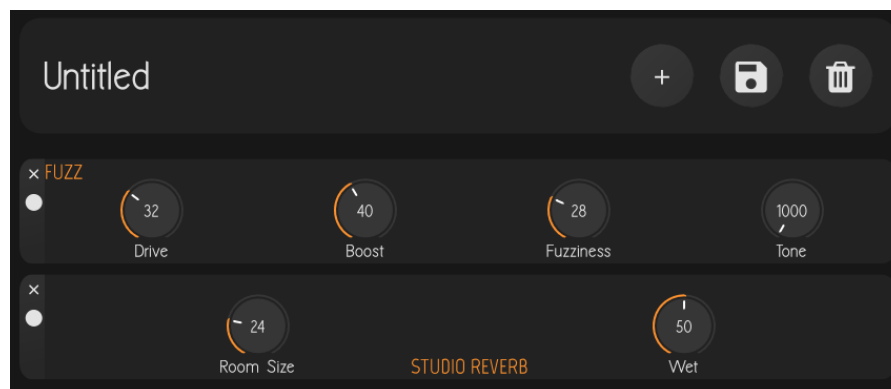 Untitled
+
× FUZZ
32 40 28 1000
Drive Boost Fuzziness Tone
×
24 50
Room Size STUDIO REVERB Wet